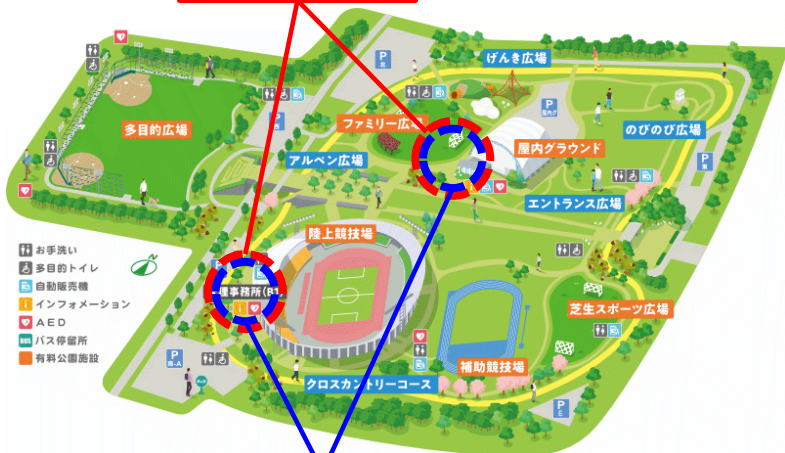 げんき広場
P
北
多目的広場
ファミリー広場
P
屋内グ
のびのび広場
アルペン広場
屋内グラウンド
P
エントランス広場
陸上競技場
お手洗い
多目的トイレ
自動販売機
インフォメーション
AED
BUS バス停留所
有料公園施設
理事務所(B1)
芝生スポーツ広場
P
南-A
補助競技場
クロスカントリーコース
P
E